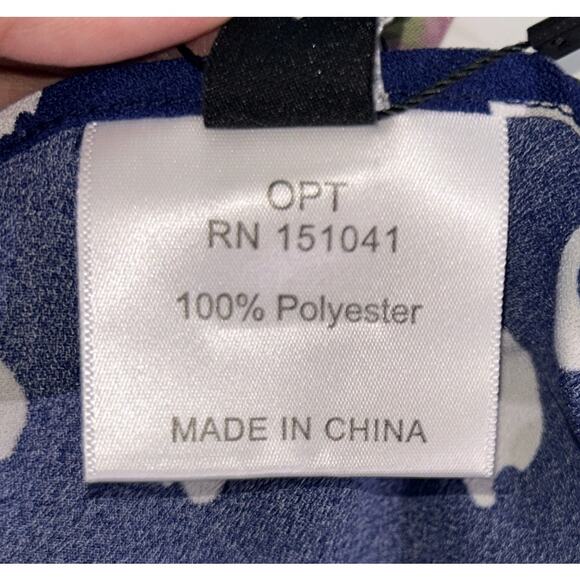 OPT
RN 151041
100% Polyester
MADE IN CHINA